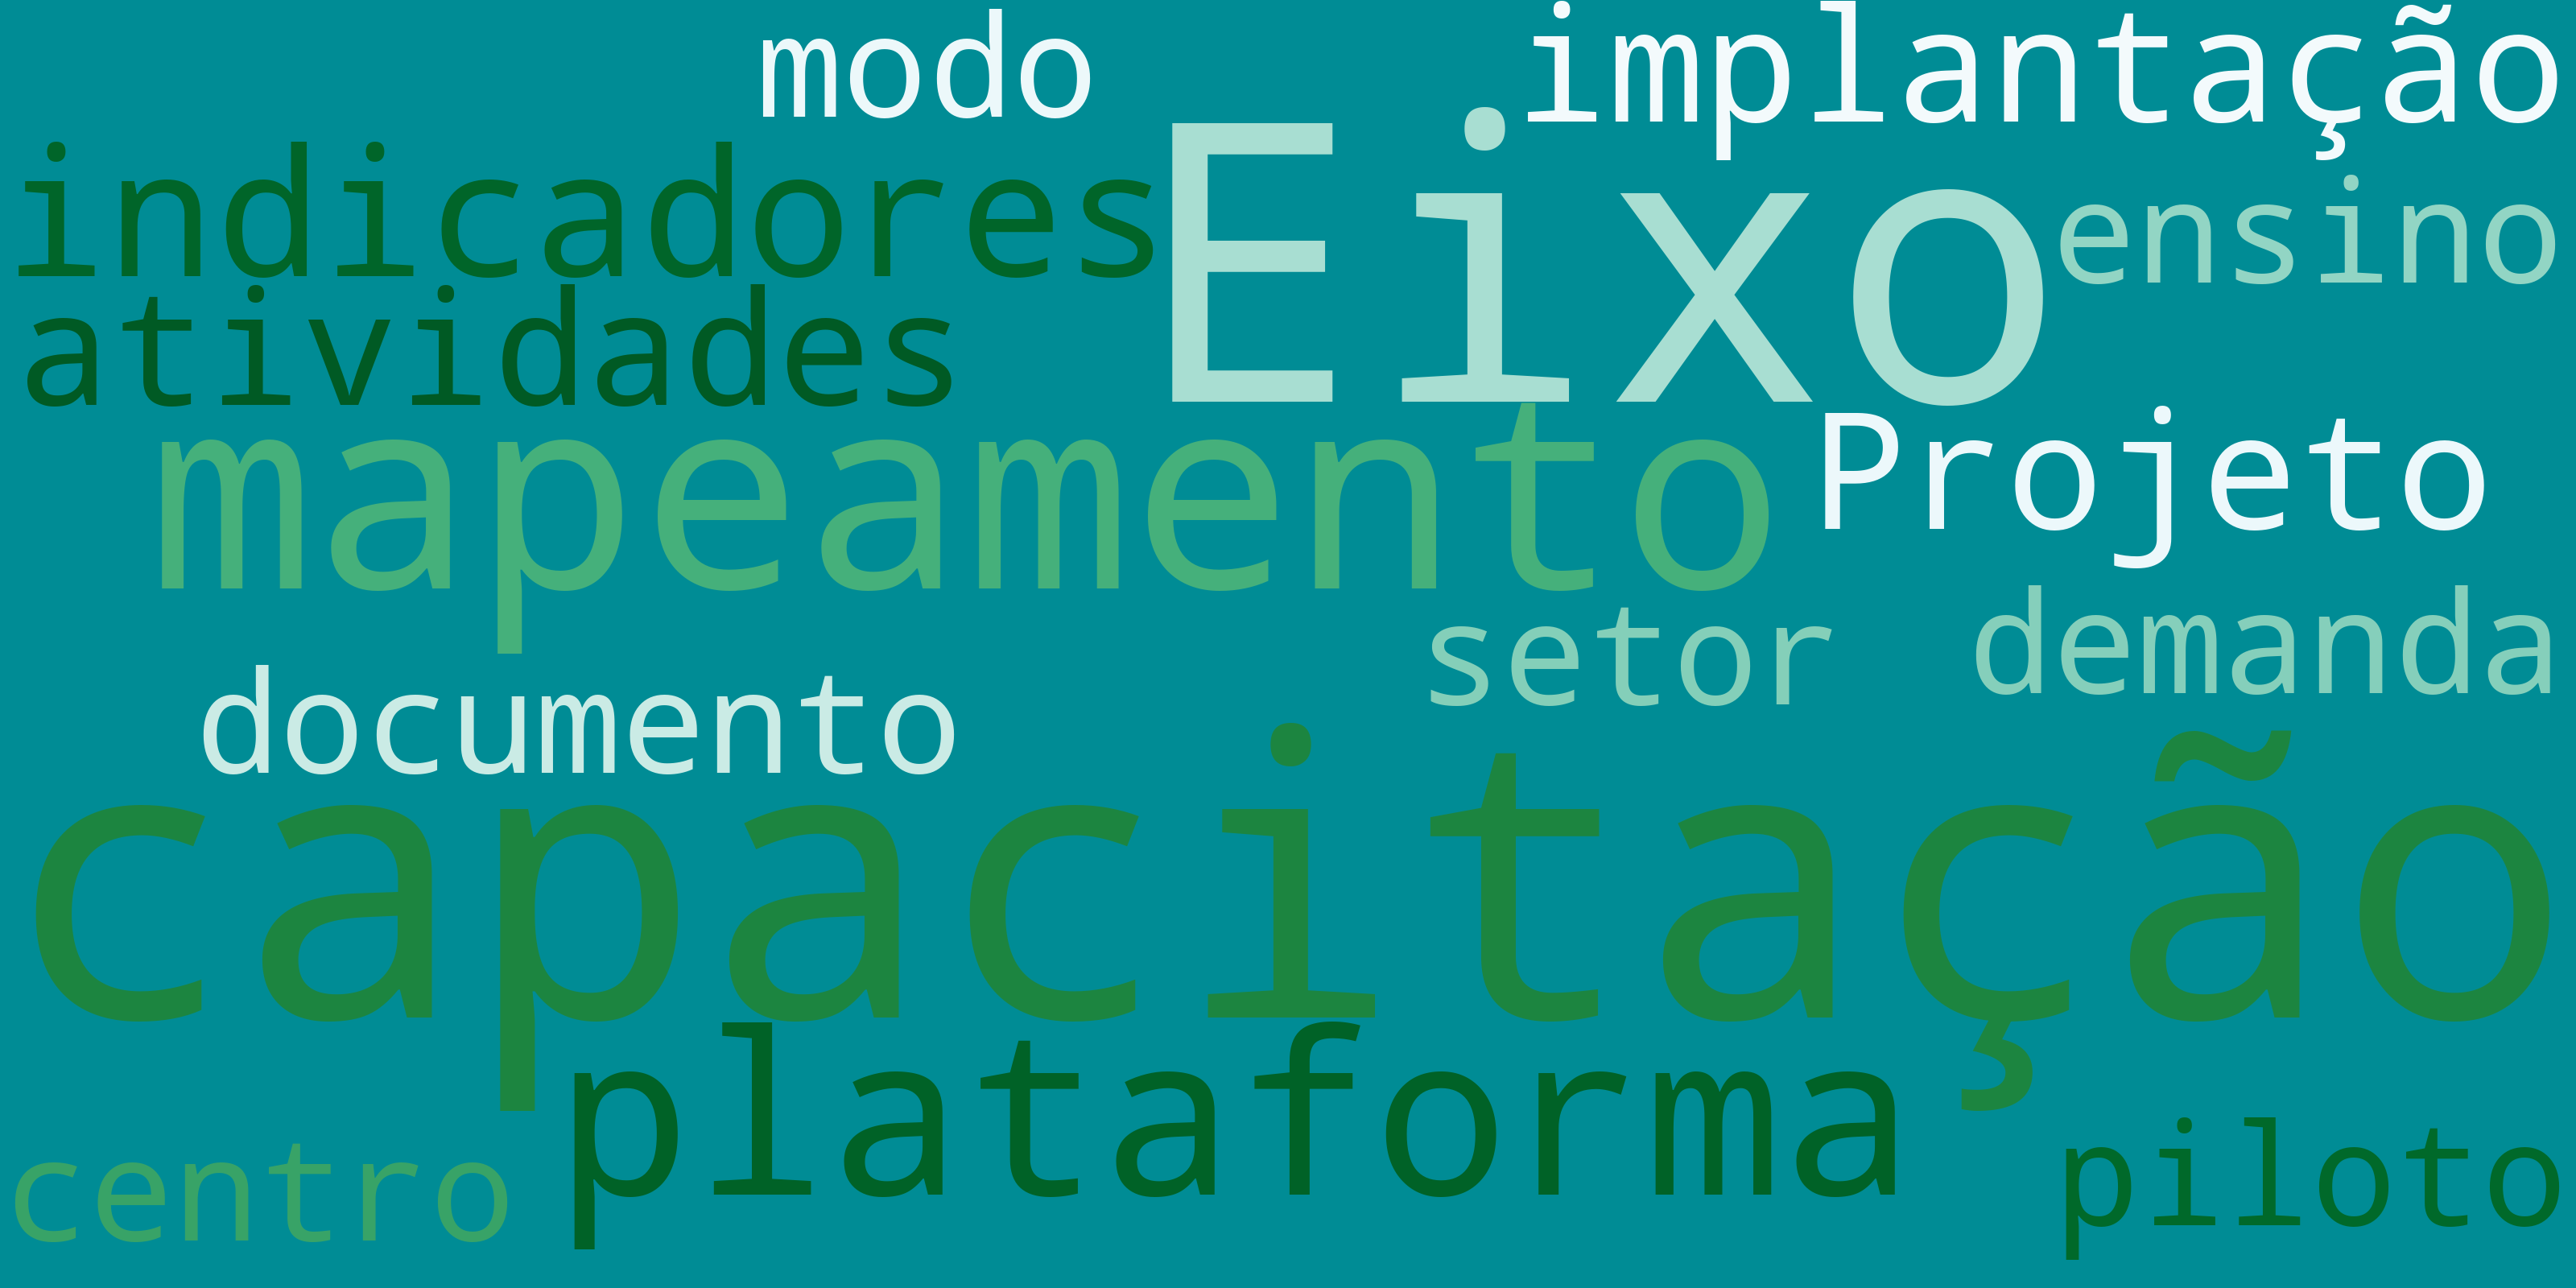 modo
implantação
indicadores
Eixo
ensino
atividades
mapeamento
Projeto
setor
demanda
documento
capacitação
plataforma
centro
piloto